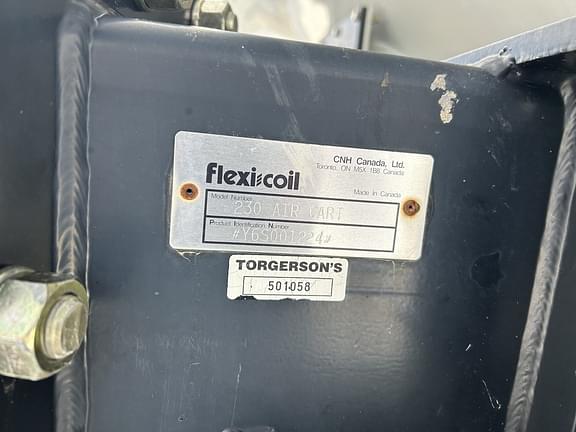 CNH Canada, Ltd.
Toronto, ON M5X 1B8 Canada
flexi-coil
Made in Canada
Model Number
230 AIR CART
Product Identification Number
#Y6S001224#
TORGERSON'S
501058